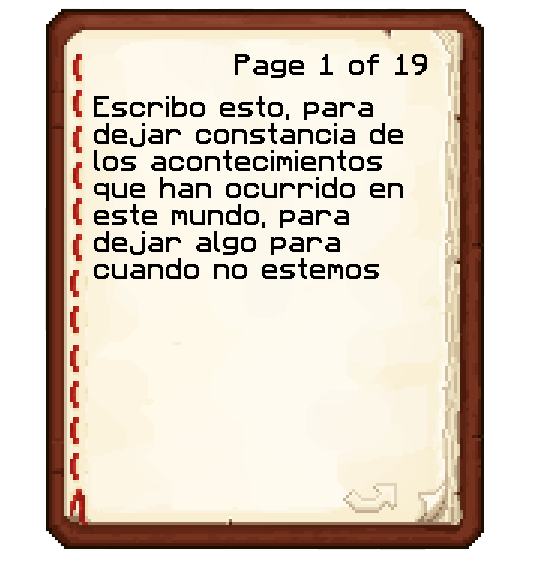 Page 1 of 19
Escribo esto, para
dejar constancia de
los acontecimientos
que han ocurrido en
este mundo, para
dejar algo para
cuando no estemos